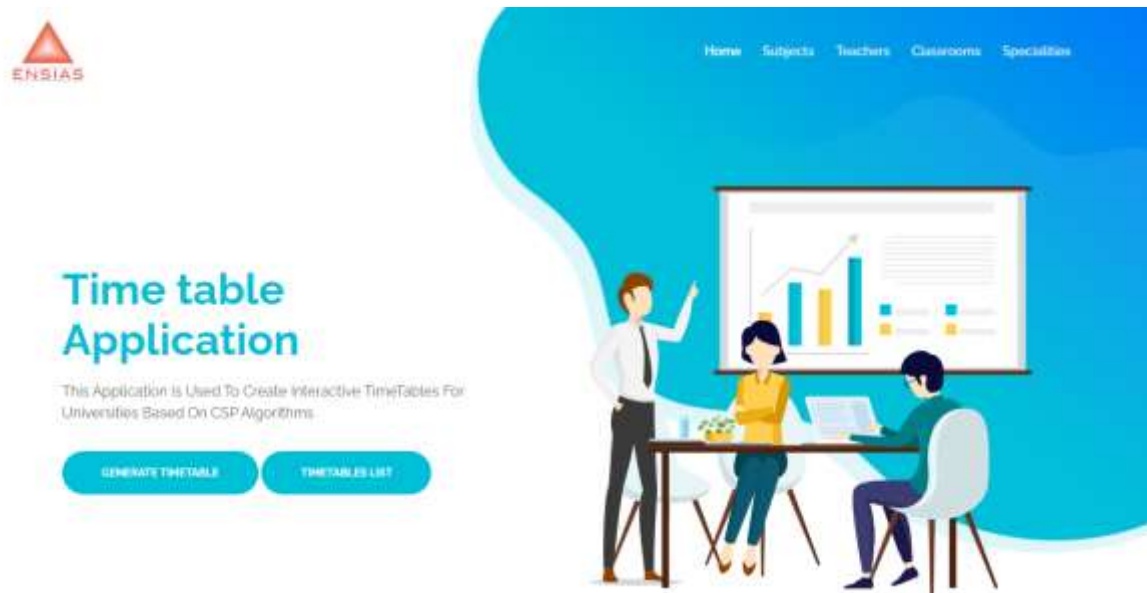 ENSIAS
Home Subjects Teachers Classrooms Specialities
Time table
Application
This Application Is Used To Create Interactive TimeTables For
Universities Based On CSP Algorithms
GENERATE TIMETABLE TIMETABLES LIST